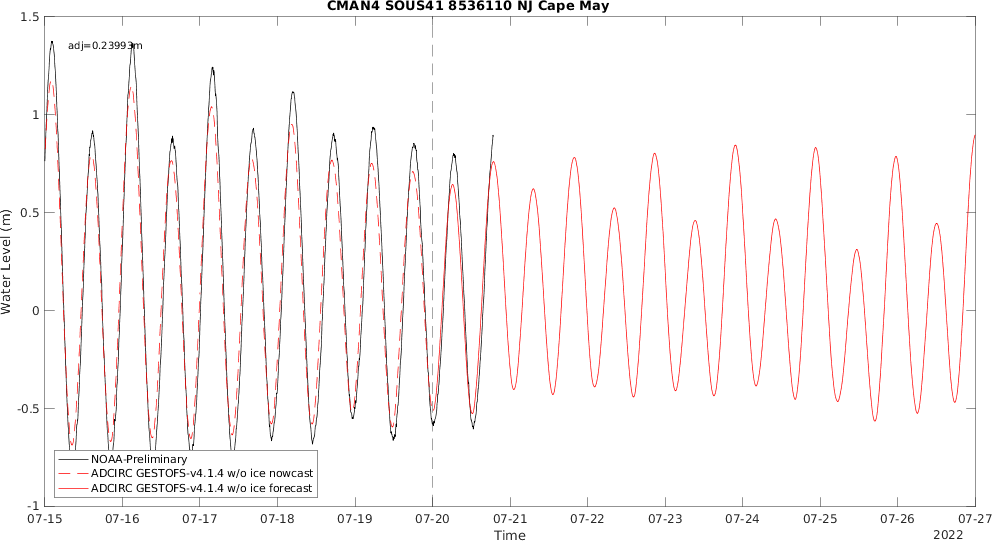 CMAN4 SOUS41 8536110 NJ Cape May
adj=0.23993m
1.5
1
0.5
0
-0.5
-1
Water Level (m)
NOAA-Preliminary
ADCIRC GESTOFS-v4.1.4 w/o ice nowcast
ADCIRC GESTOFS-v4.1.4 w/o ice forecast
07-15 07-16 07-17 07-18 07-19 07-20 07-21 07-22 07-23 07-24 07-25 07-26 07-27
Time
2022